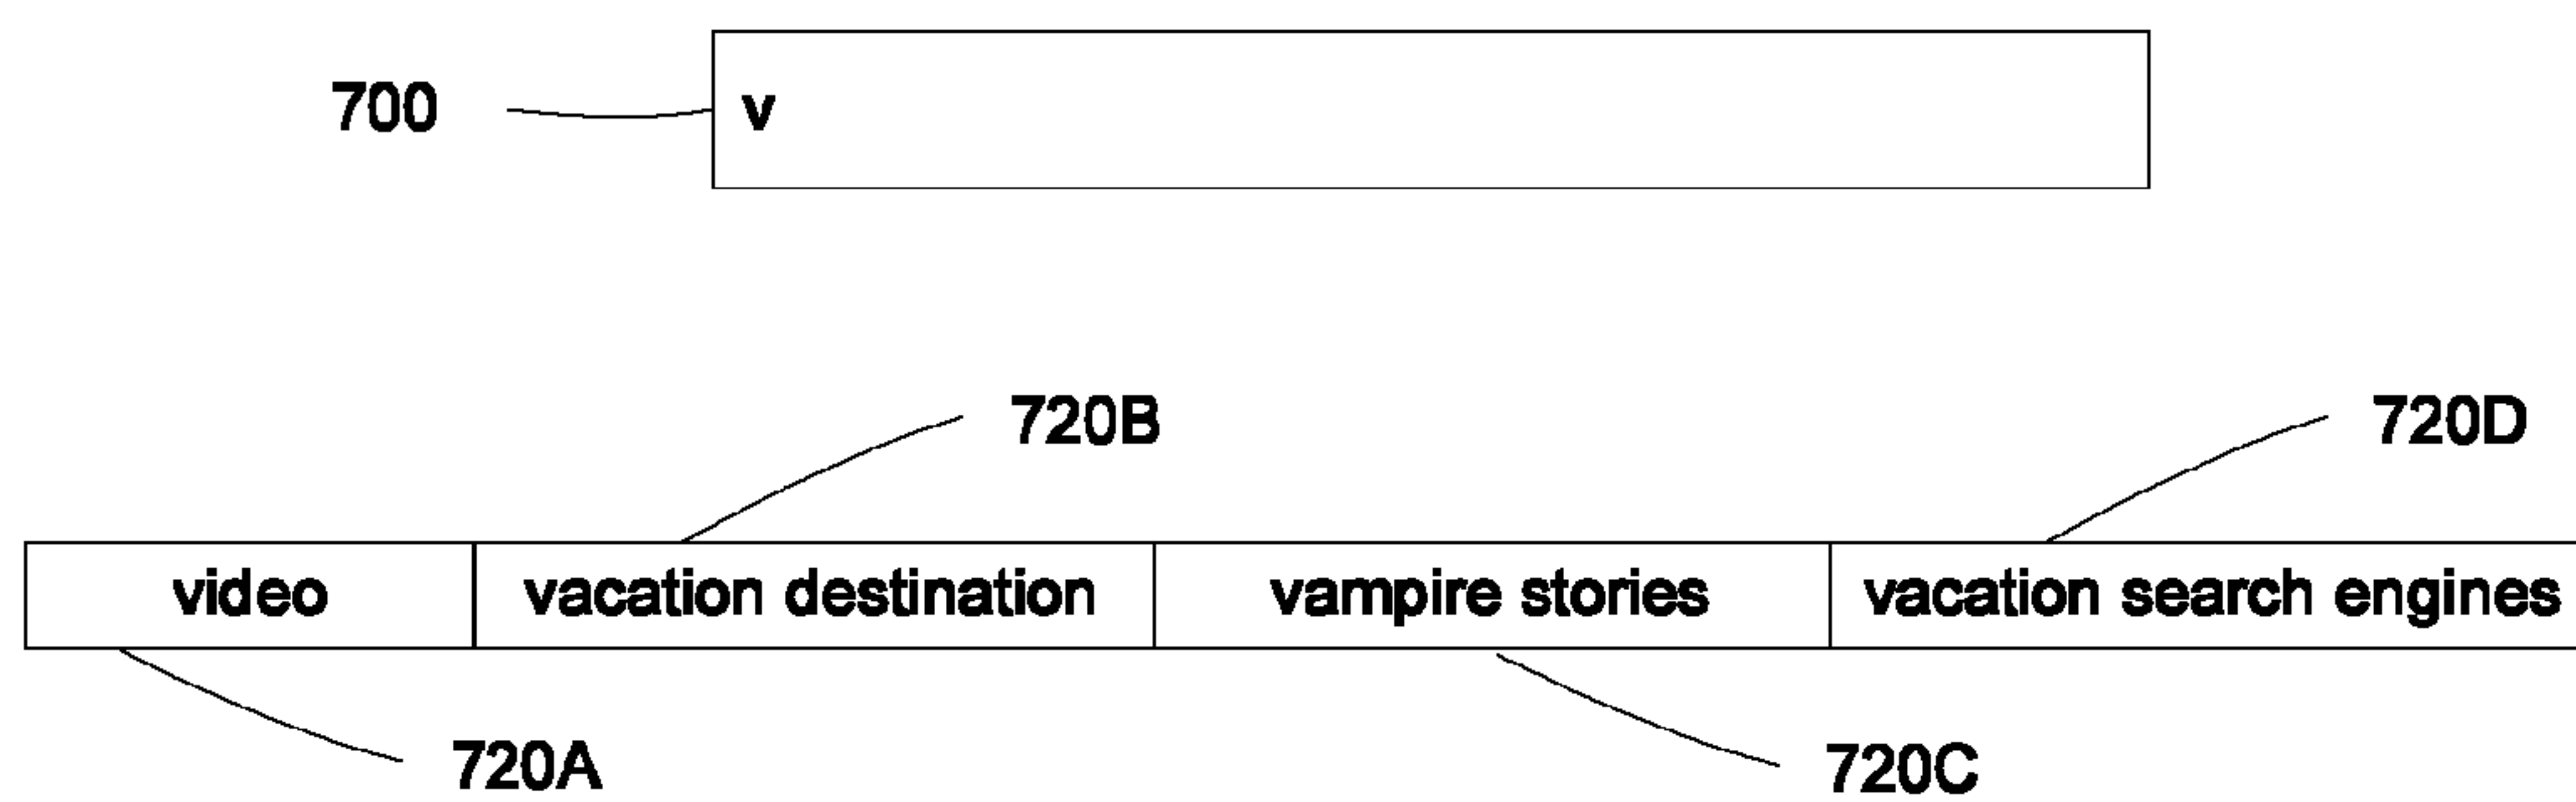 700 v
720B 720D
video vacation destination vampire stories vacation search engines
720A 720C